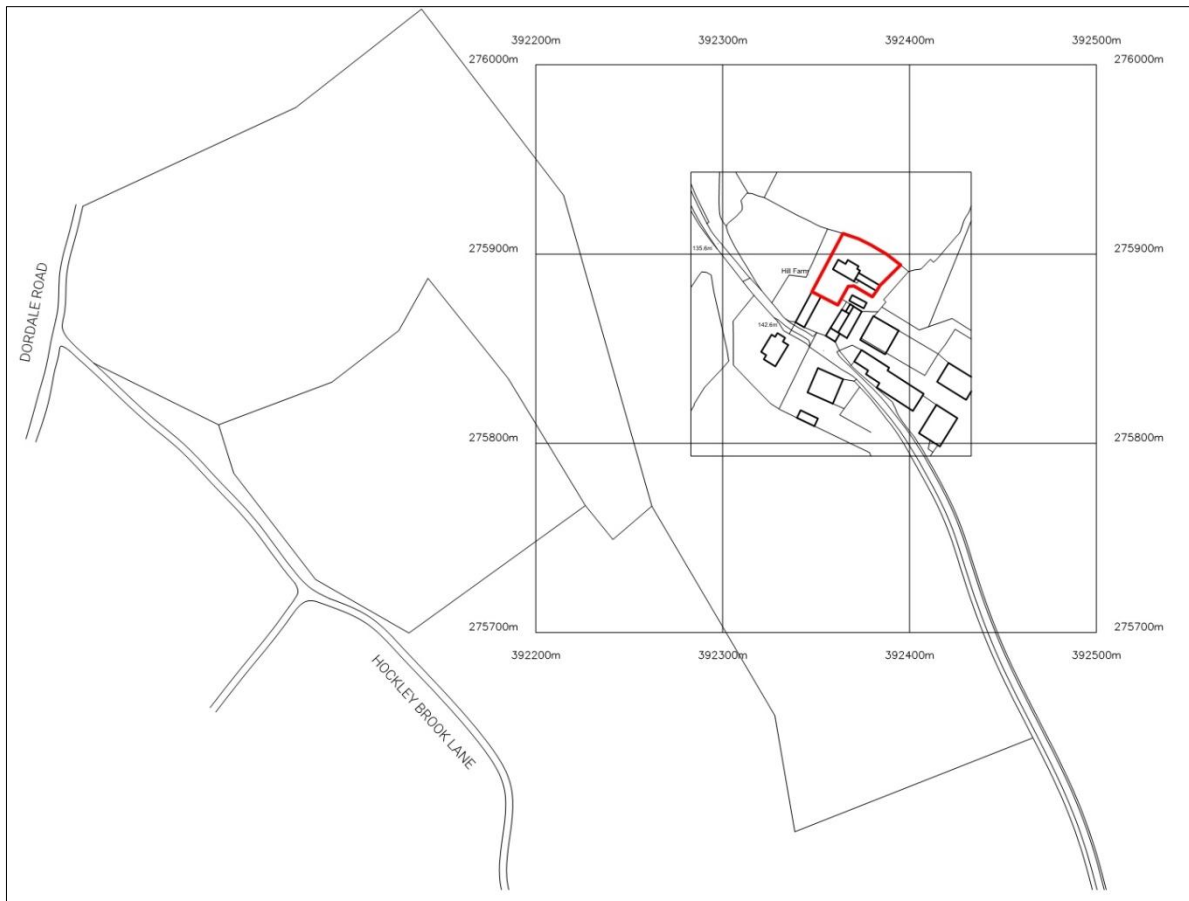 392200m 392300m 392400m 392500m
276000m 276000m
275900m 275900m
135.6m
Hill Farm
142.6m
DORDALE ROAD
275800m 275800m
275700m 275700m
392200m 392300m 392400m 392500m
HOCKLEY BROOK LANE